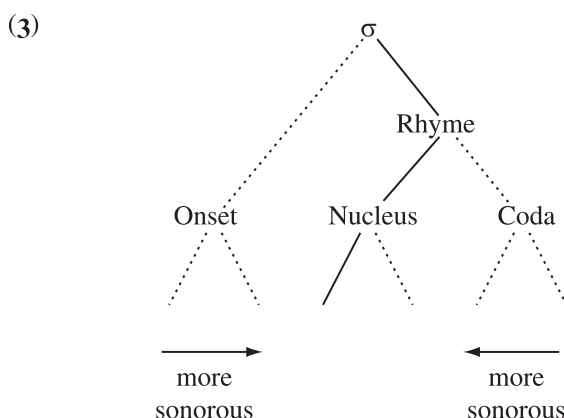 (3)
σ
Rhyme
Onset Nucleus Coda
more more
sonorous sonorous